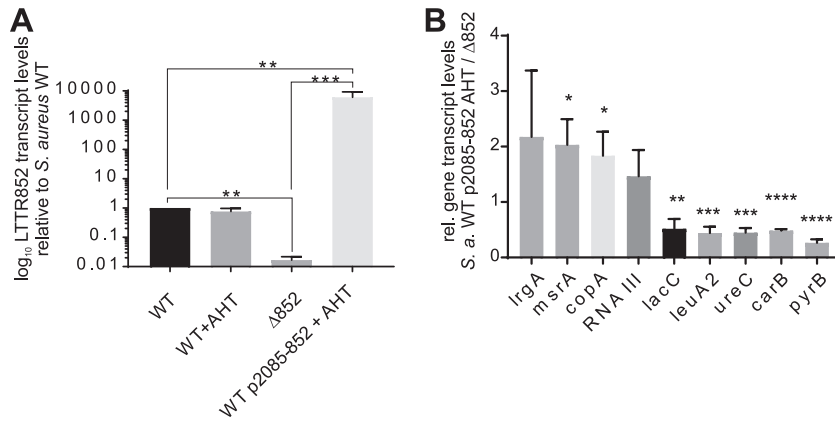 A
log₁₀ LTTR852 transcript levels
relative to S. aureus WT
10000
1000
100
10
1
0.1
0.01
**
***
**
WT
WT+AHT
Δ852
WT p2085-852 + AHT
B
rel. gene transcript levels
S. a. WT p2085-852 AHT / Δ852
4
3
2
1
0
*
*
**
***
***
****
****
lrgA
msrA
copA
RNA III
lacC
leuA2
ureC
carB
pyrB